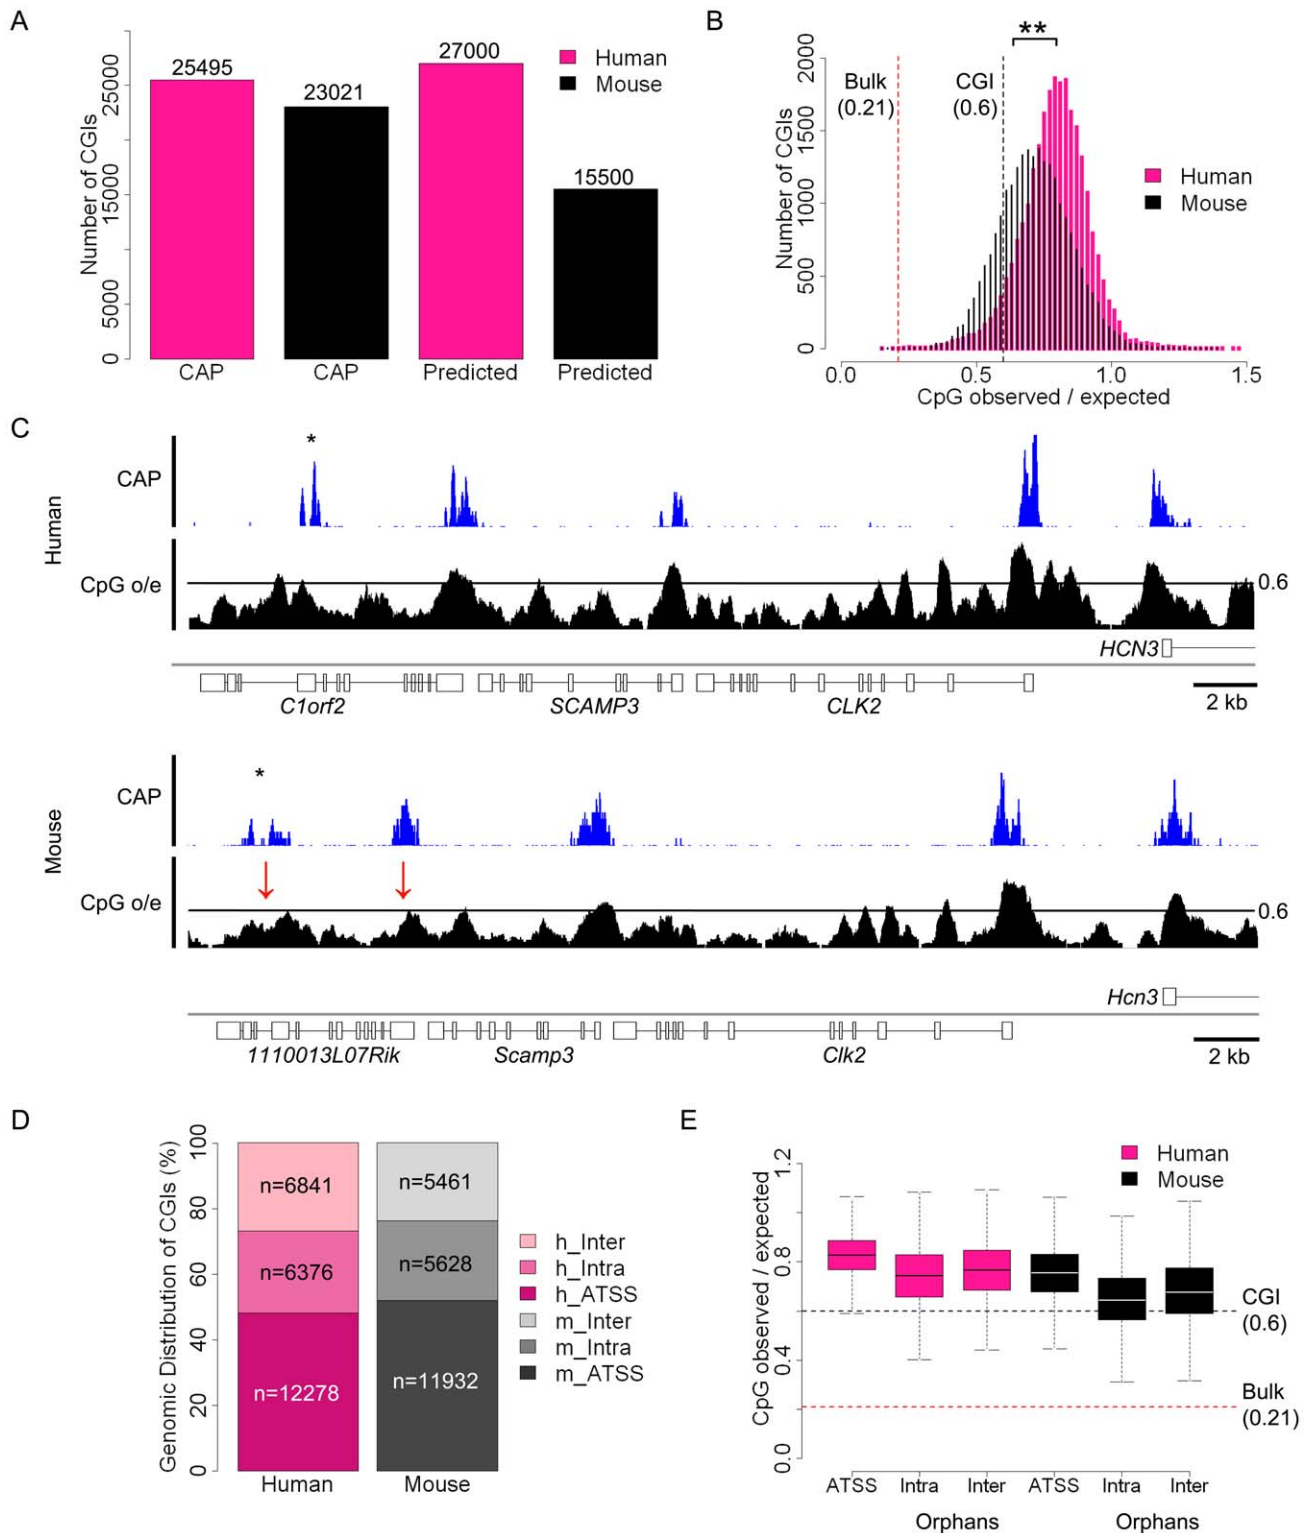 A
Number of CGIs
0
5000
15000
25000
25495
23021
27000
15500
CAP
CAP
Predicted
Predicted
Human
Mouse
B
**
Number of CGIs
0
500
1000
1500
2000
Bulk
(0.21)
CGI
(0.6)
Human
Mouse
0.0
0.5
1.0
1.5
CpG observed / expected
C
Human
CAP
*
CpG o/e
0.6
HCN3
C1orf2
SCAMP3
CLK2
2 kb
Mouse
CAP
*
CpG o/e
0.6
Hcn3
1110013L07Rik
Scamp3
Clk2
2 kb
D
Genomic Distribution of CGIs (%)
0
20
40
60
80
100
n=6841
n=6376
n=12278
n=5461
n=5628
n=11932
Human
Mouse
h_Inter
h_Intra
h_ATSS
m_Inter
m_Intra
m_ATSS
E
CpG observed / expected
0.0
0.4
0.8
1.2
Human
Mouse
CGI
(0.6)
Bulk
(0.21)
ATSS
Intra
Inter
ATSS
Intra
Inter
Orphans
Orphans